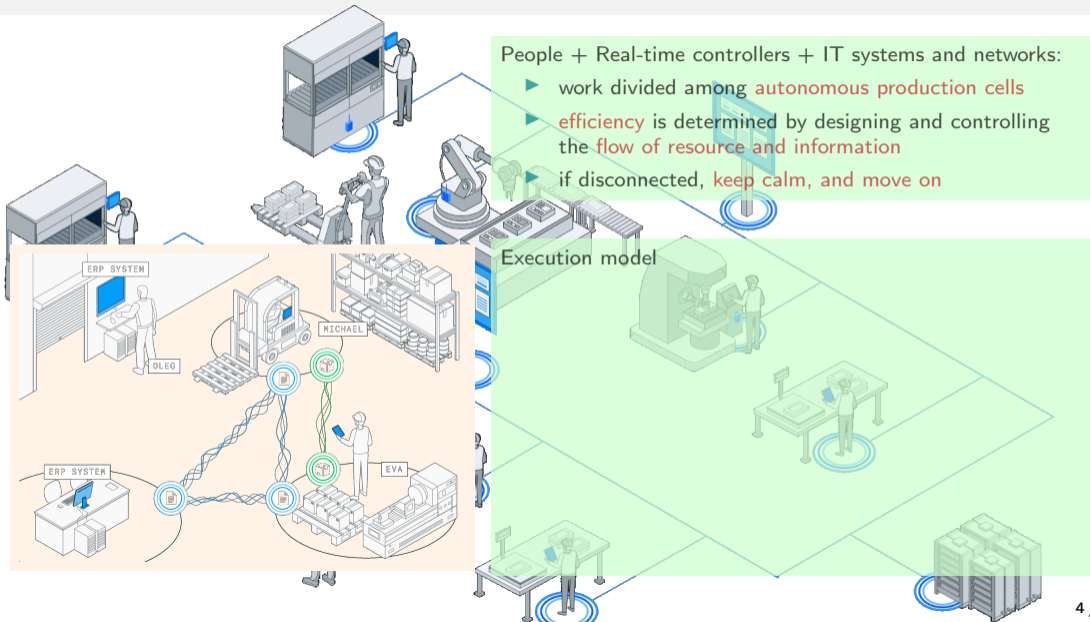 People + Real-time controllers + IT systems and networks:
work divided among autonomous production cells
efficiency is determined by designing and controlling
the flow of resource and information
if disconnected, keep calm, and move on
Execution model
ERP SYSTEM
MICHAEL
OLEG
ERP SYSTEM
EVA
4